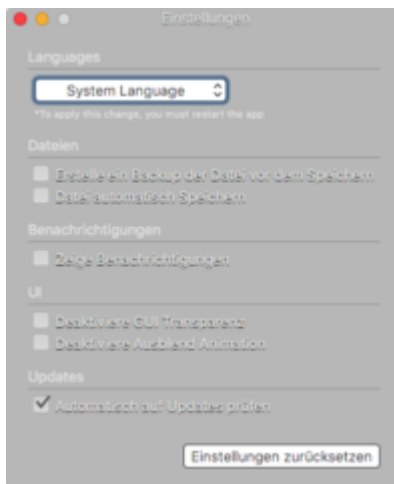 Einstellungen
Languages
System Language
*To apply this change, you must restart the app
Dateien
Erstelle ein Backup der Datei vor dem Speichern
Datei automatisch Speichern
Benachrichtigungen
Zeige Benachrichtigungen
UI
Deaktiviere GUI Transparenz
Deaktiviere Ausblend Animation
Updates
Automatisch auf Updates prüfen
Einstellungen zurücksetzen